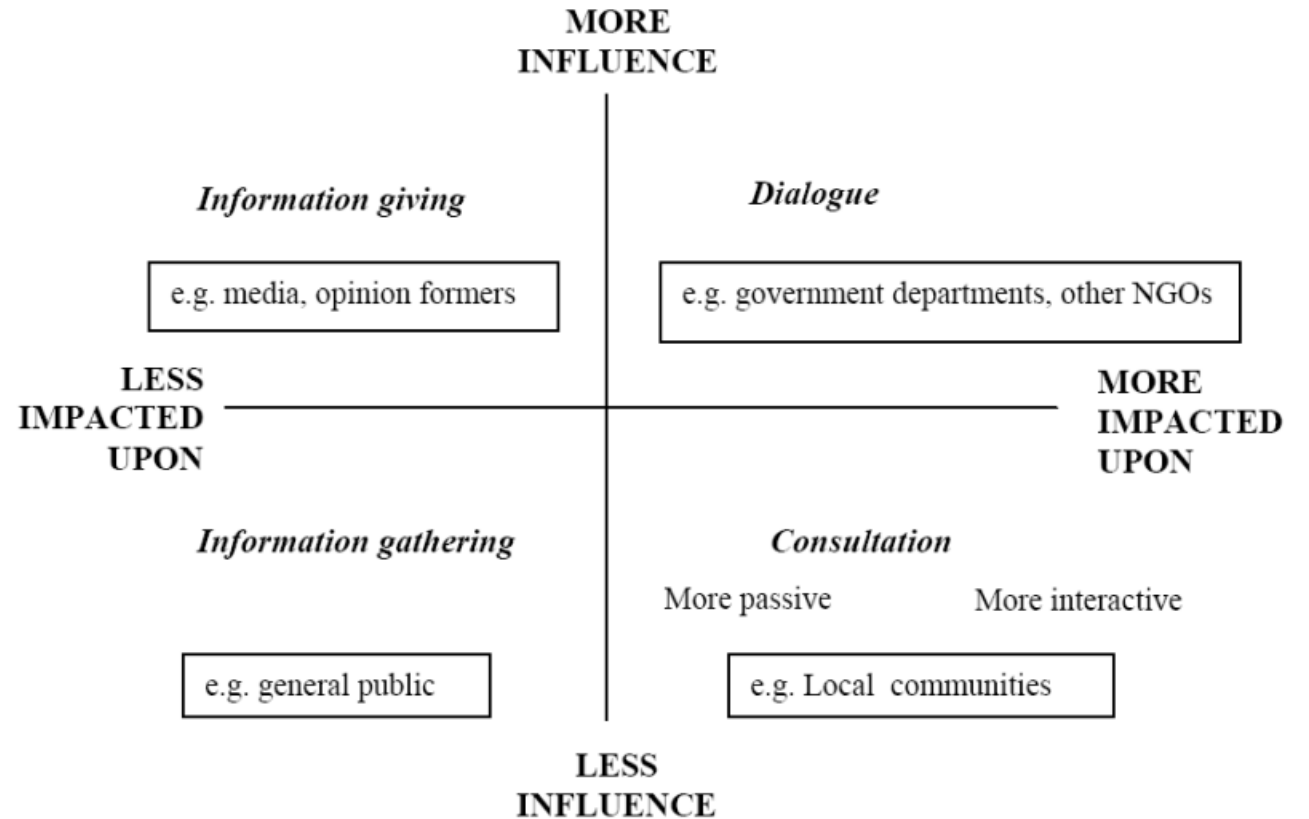 MORE
INFLUENCE
Information giving
Dialogue
e.g. media, opinion formers
e.g. government departments, other NGOs
LESS
IMPACTED
UPON
MORE
IMPACTED
UPON
Information gathering
Consultation
More passive
More interactive
e.g. general public
e.g. Local communities
LESS
INFLUENCE